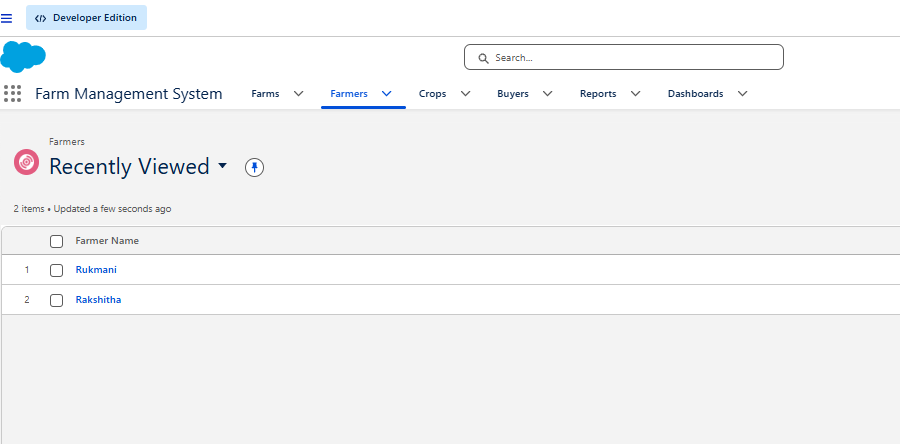 Developer Edition
Search...
Farm Management System Farms Farmers Crops Buyers Reports Dashboards
Farmers
Recently Viewed
2 items • Updated a few seconds ago
Farmer Name
1 Rukmani
2 Rakshitha